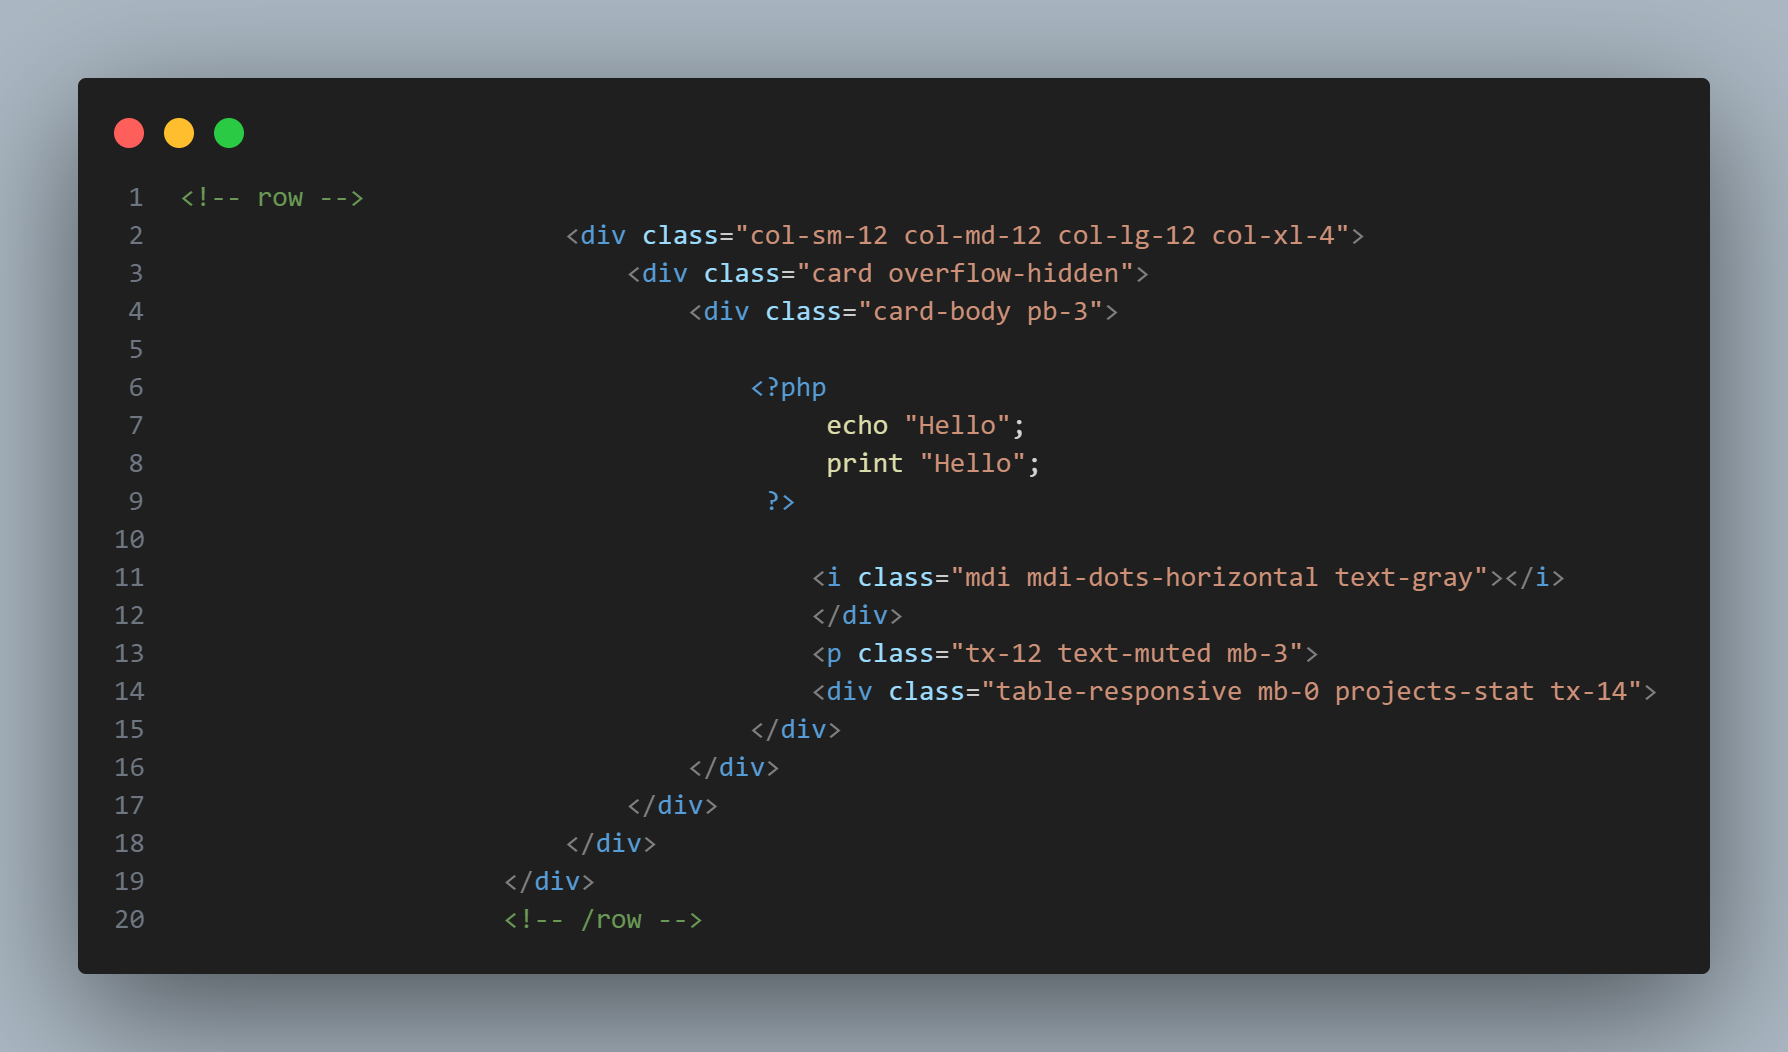 1 <!-- row -->
2 <div class="col-sm-12 col-md-12 col-lg-12 col-xl-4">
3 <div class="card overflow-hidden">
4 <div class="card-body pb-3">
5
6 <?php
7 echo "Hello";
8 print "Hello";
9 ?>
10
11 <i class="mdi mdi-dots-horizontal text-gray"></i>
12 </div>
13 <p class="tx-12 text-muted mb-3">
14 <div class="table-responsive mb-0 projects-stat tx-14">
15 </div>
16 </div>
17 </div>
18 </div>
19 </div>
20 <!-- /row -->